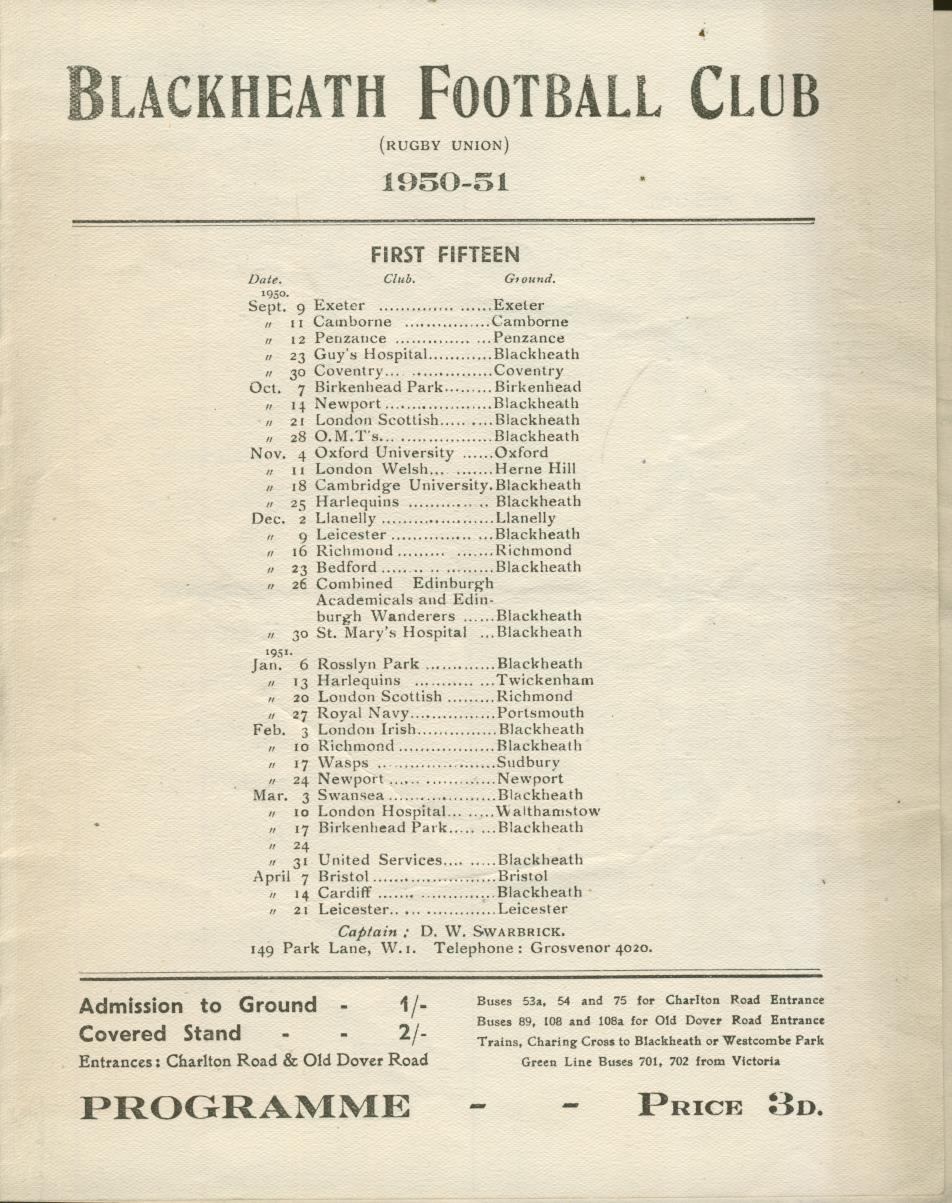 BLACKHEATH FOOTBALL CLUB
(RUGBY UNION)
1950-51
FIRST FIFTEEN
Date. Club. Ground.
1950.
Sept. 9 Exeter ...................Exeter
" 11 Camborne ................Camborne
" 12 Penzance ................Penzance
" 23 Guy's Hospital............Blackheath
" 30 Coventry...................Coventry
Oct. 7 Birkenhead Park.........Birkenhead
" 14 Newport ...................Blackheath
" 21 London Scottish..........Blackheath
" 28 O.M.T's...................Blackheath
Nov. 4 Oxford University ......Oxford
" 11 London Welsh... .......Herne Hill
" 18 Cambridge University.Blackheath
" 25 Harlequins ...............Blackheath
Dec. 2 Llanelly ...................Llanelly
" 9 Leicester ..................Blackheath
" 16 Richmond ......... ......Richmond
" 23 Bedford ...................Blackheath
" 26 Combined Edinburgh
Academicals and Edin-
burgh Wanderers ......Blackheath
" 30 St. Mary's Hospital ...Blackheath
1951.
Jan. 6 Rosslyn Park ............Blackheath
" 13 Harlequins ........... ...Twickenham
" 20 London Scottish .........Richmond
" 27 Royal Navy...............Portsmouth
Feb. 3 London Irish..............Blackheath
" 10 Richmond .................Blackheath
" 17 Wasps .....................Sudbury
" 24 Newport ...... ............Newport
Mar. 3 Swansea ...................Blackheath
" 10 London Hospital... .....Walthamstow
" 17 Birkenhead Park..... ...Blackheath
" 24
" 31 United Services.... .....Blackheath
April 7 Bristol ......................Bristol
" 14 Cardiff ....... ...............Blackheath
" 21 Leicester.. ... .............Leicester
Captain : D. W. SWARBRICK.
149 Park Lane, W.1. Telephone : Grosvenor 4020.
Admission to Ground - 1/-
Covered Stand - - 2/-
Entrances : Charlton Road & Old Dover Road
Buses 53a, 54 and 75 for Charlton Road Entrance
Buses 89, 108 and 108a for Old Dover Road Entrance
Trains, Charing Cross to Blackheath or Westcombe Park
Green Line Buses 701, 702 from Victoria
PROGRAMME - - PRICE 3D.